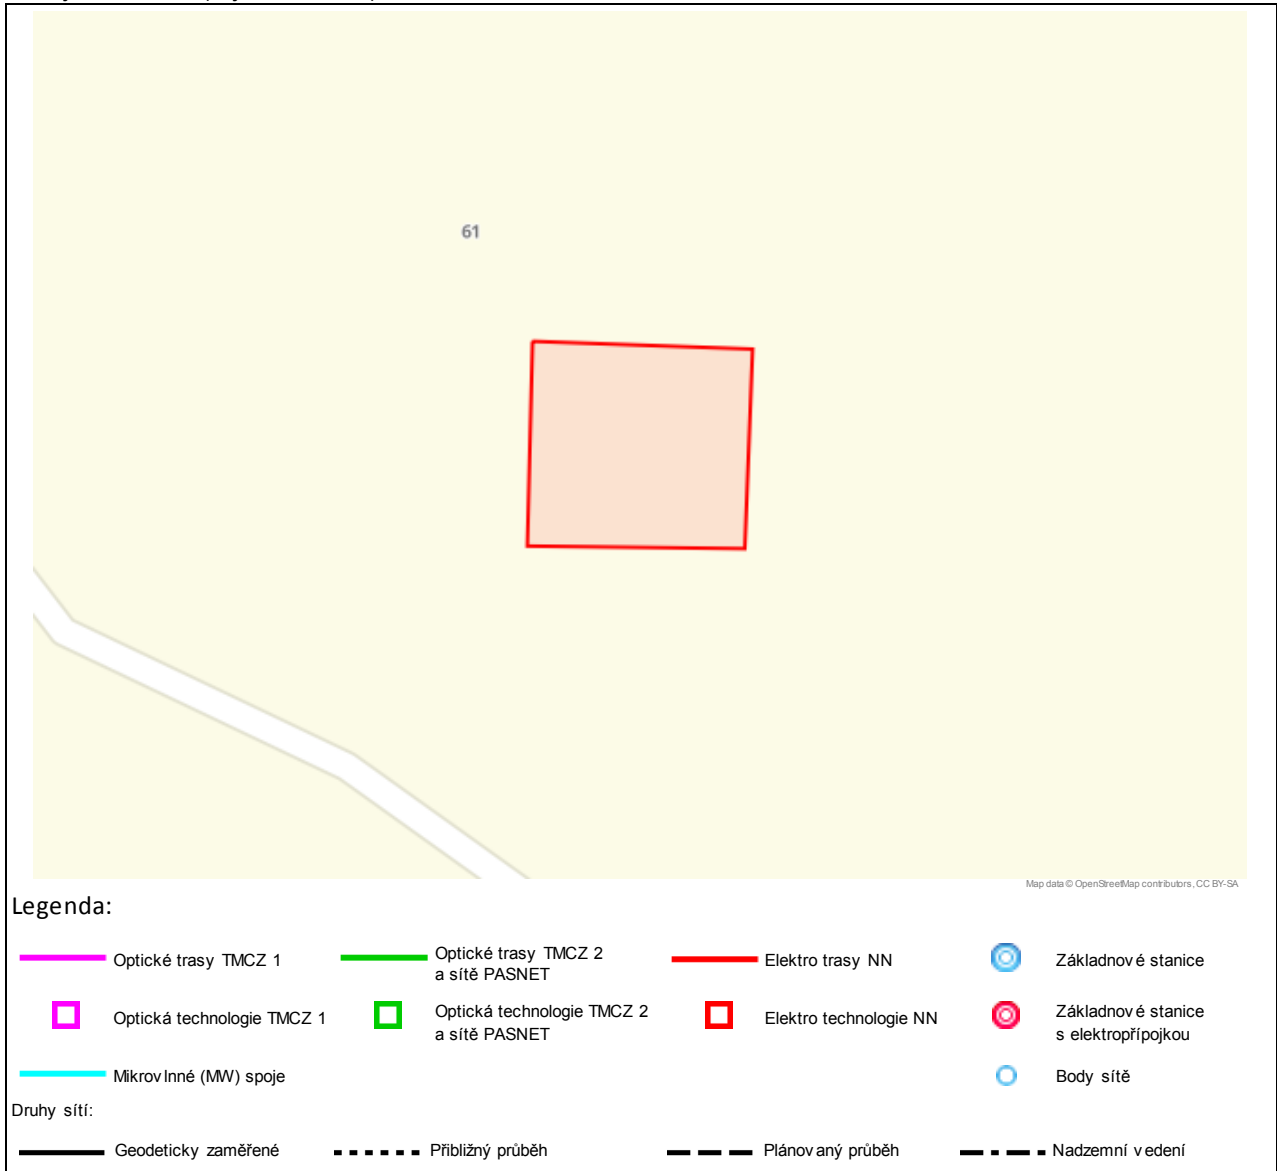 61
Map data © OpenStreetMap contributors, CC BY-SA
Legenda:
Optické trasy TMCZ 1
Optické trasy TMCZ 2
a sítě PASNET
Elektro trasy NN
Základnové stanice
Optická technologie TMCZ 1
Optická technologie TMCZ 2
a sítě PASNET
Elektro technologie NN
Základnové stanice
s elektropřípojkou
Mikrovlnné (MW) spoje
Body sítě
Druhy sítí:
Geodeticky zaměřené
Přibližný průběh
Plánovaný průběh
Nadzemní vedení